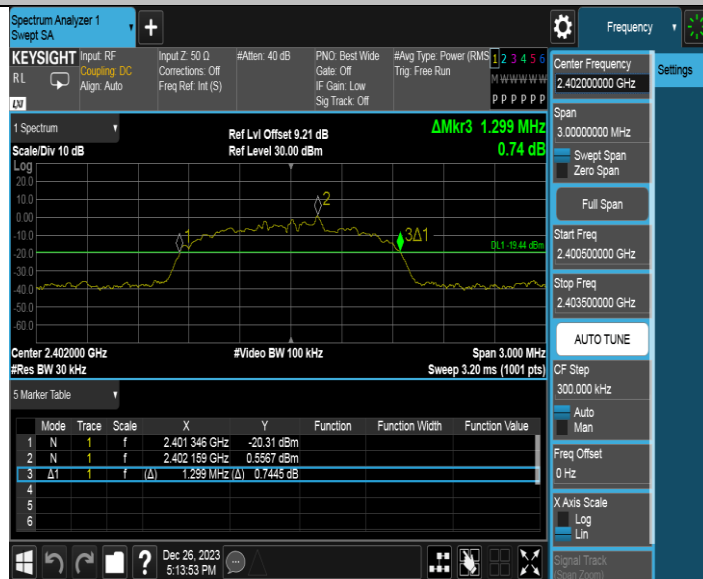 Spectrum Analyzer 1
Swept SA
Frequency
KEYSIGHT
RL
LXI
Input: RF
Coupling: DC
Align: Auto
Input Z: 50 Ω
Corrections: Off
Freq Ref: Int (S)
#Atten: 40 dB
PNO: Best Wide
Gate: Off
IF Gain: Low
Sig Track: Off
#Avg Type: Power (RMS
Trig: Free Run
1 2 3 4 5 6
M W W W W W
P P P P P P
Center Frequency
2.402000000 GHz
Settings
Span
3.00000000 MHz
Swept Span
Zero Span
Full Span
Start Freq
2.400500000 GHz
Stop Freq
2.403500000 GHz
AUTO TUNE
CF Step
300.000 kHz
Auto
Man
Freq Offset
0 Hz
X Axis Scale
Log
Lin
Signal Track
(Span Zoom)
1 Spectrum
Scale/Div 10 dB
Ref Lvl Offset 9.21 dB
Ref Level 30.00 dBm
ΔMkr3 1.299 MHz
0.74 dB
Log
20.0
10.0
0.00
-10.0
-20.0
-30.0
-40.0
-50.0
-60.0
1
2
3Δ1
DL1 -19.44 dBm
Center 2.402000 GHz
#Res BW 30 kHz
#Video BW 100 kHz
Span 3.000 MHz
Sweep 3.20 ms (1001 pts)
5 Marker Table
Mode Trace Scale X Y Function Function Width Function Value
1 N 1 f 2.401 346 GHz -20.31 dBm
2 N 1 f 2.402 159 GHz 0.5567 dBm
3 Δ1 1 f (Δ) 1.299 MHz (Δ) 0.7445 dB
4
5
6
?
Dec 26, 2023
5:13:53 PM